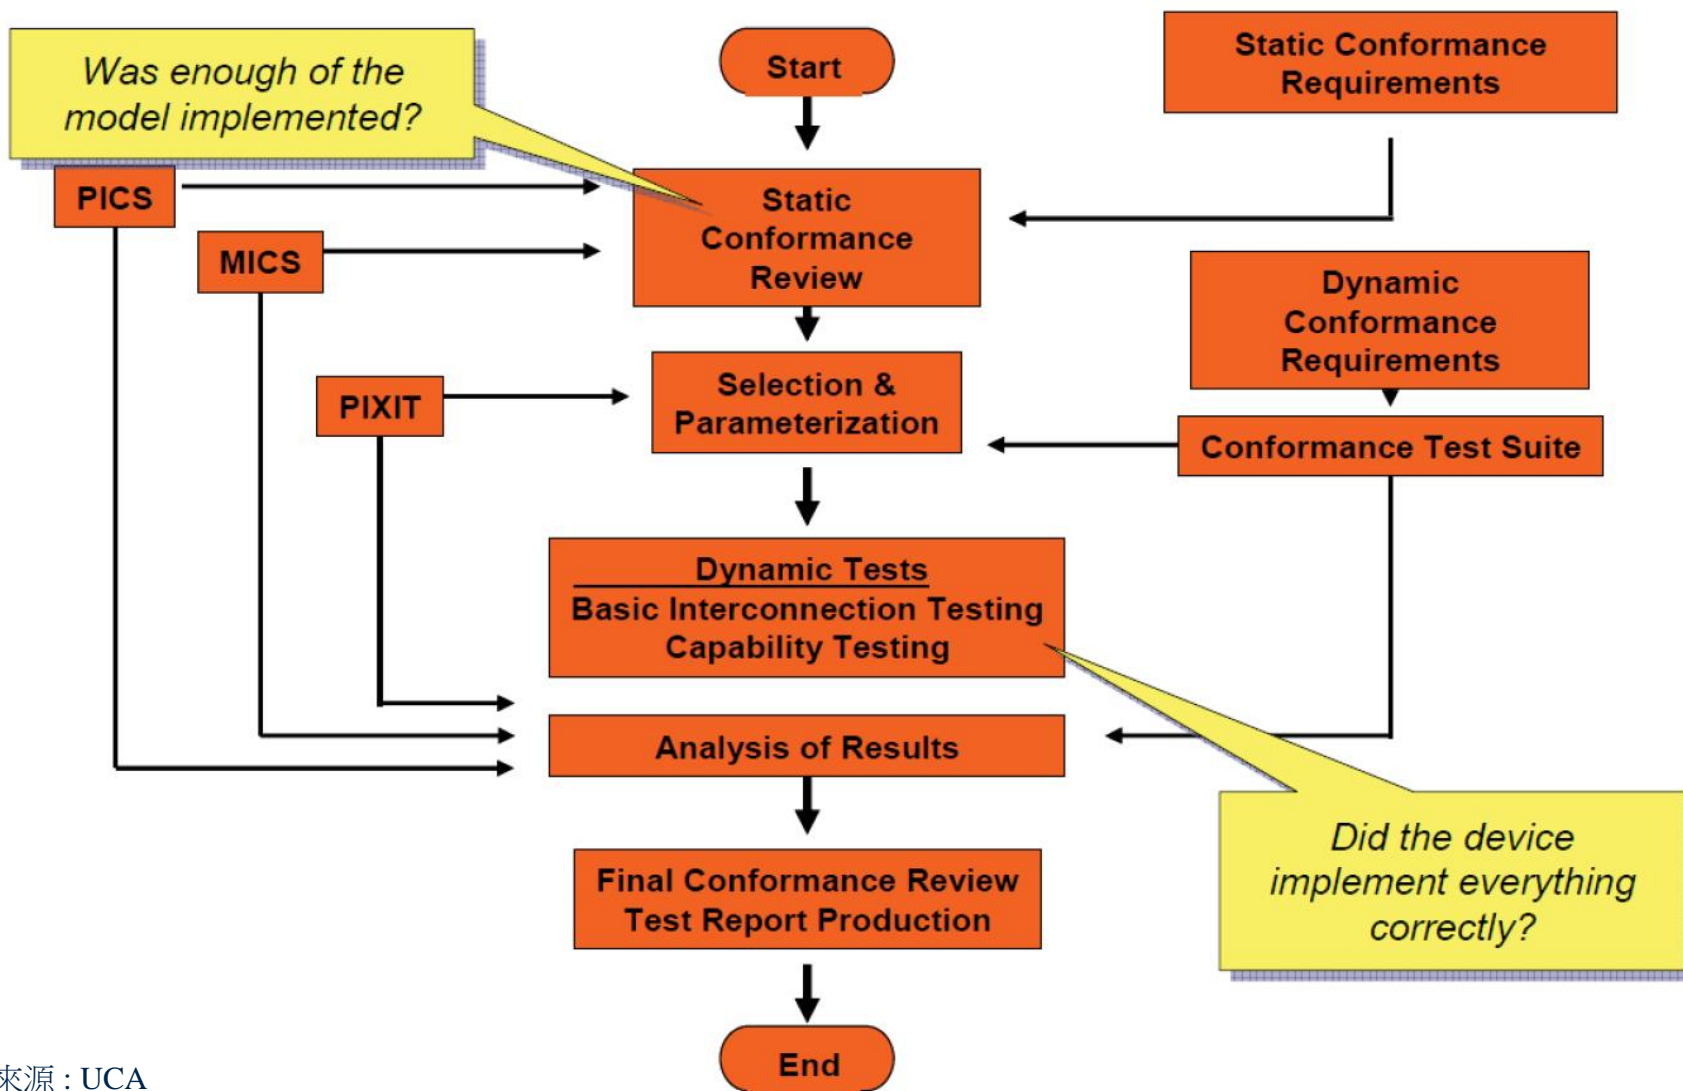 Was enough of the
model implemented?
Start
Static Conformance
Requirements
PICS
Static
Conformance
Review
MICS
Dynamic
Conformance
Requirements
PIXIT
Selection &
Parameterization
Conformance Test Suite
Dynamic Tests
Basic Interconnection Testing
Capability Testing
Analysis of Results
Did the device
implement everything
correctly?
Final Conformance Review
Test Report Production
End
來源 : UCA